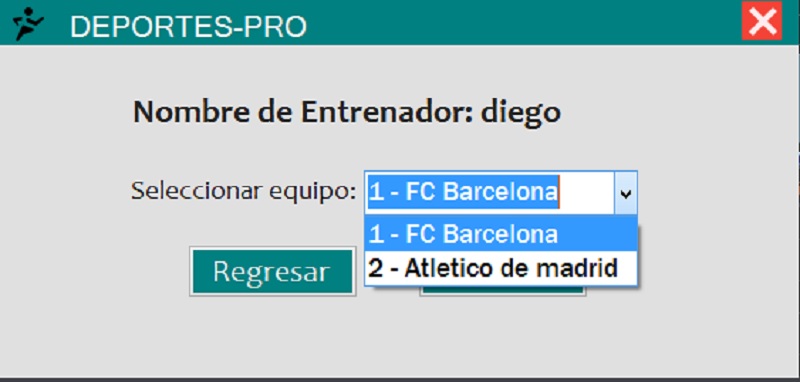 DEPORTES-PRO
Nombre de Entrenador: diego
Seleccionar equipo: 1 - FC Barcelona
1 - FC Barcelona
2 - Atletico de madrid
Regresar